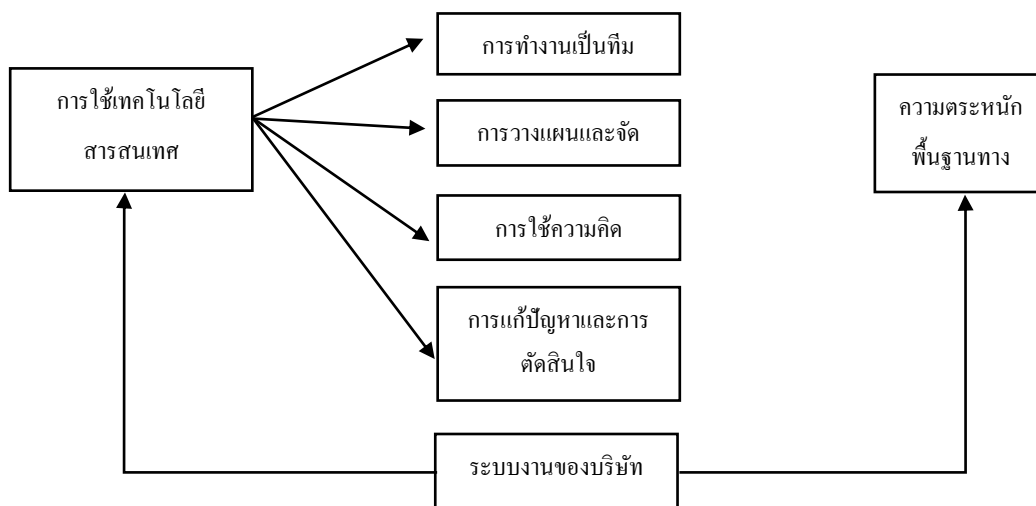 การใช้เทคโนโลยี
สารสนเทศ
การทำงานเป็นทีม
การวางแผนและจัด
การใช้ความคิด
การแก้ปัญหาและการ
ตัดสินใจ
ระบบงานของบริษัท
ความตระหนัก
พื้นฐานทาง